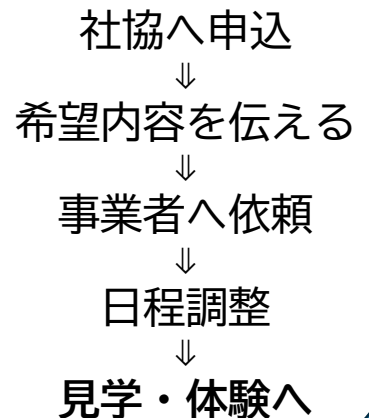 社協へ申込
⇓
希望内容を伝える
⇓
事業者へ依頼
⇓
日程調整
⇓
見学・体験へ